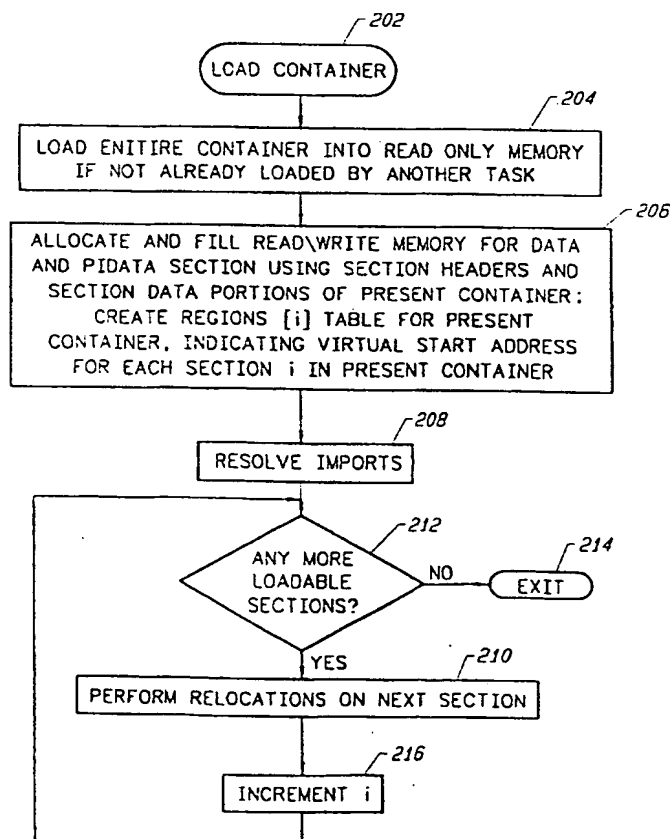 202
LOAD CONTAINER
204
LOAD ENITIRE CONTAINER INTO READ ONLY MEMORY
IF NOT ALREADY LOADED BY ANOTHER TASK
206
ALLOCATE AND FILL READ\WRITE MEMORY FOR DATA
AND PIDATA SECTION USING SECTION HEADERS AND
SECTION DATA PORTIONS OF PRESENT CONTAINER:
CREATE REGIONS [i] TABLE FOR PRESENT
CONTAINER, INDICATING VIRTUAL START ADDRESS
FOR EACH SECTION i IN PRESENT CONTAINER
208
RESOLVE IMPORTS
212
ANY MORE
LOADABLE
SECTIONS?
NO
214
EXIT
YES
210
PERFORM RELOCATIONS ON NEXT SECTION
216
INCREMENT i